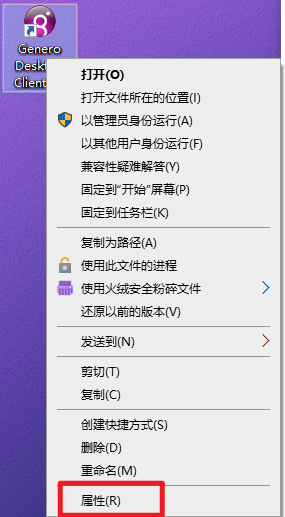 Genero
Deskt
Client
打开(O)
打开文件所在的位置(I)
以管理员身份运行(A)
以其他用户身份运行(F)
兼容性疑难解答(Y)
固定到"开始"屏幕(P)
固定到任务栏(K)
复制为路径(A)
使用此文件的进程
使用火绒安全粉碎文件
还原以前的版本(V)
发送到(N)
剪切(T)
复制(C)
创建快捷方式(S)
删除(D)
重命名(M)
属性(R)